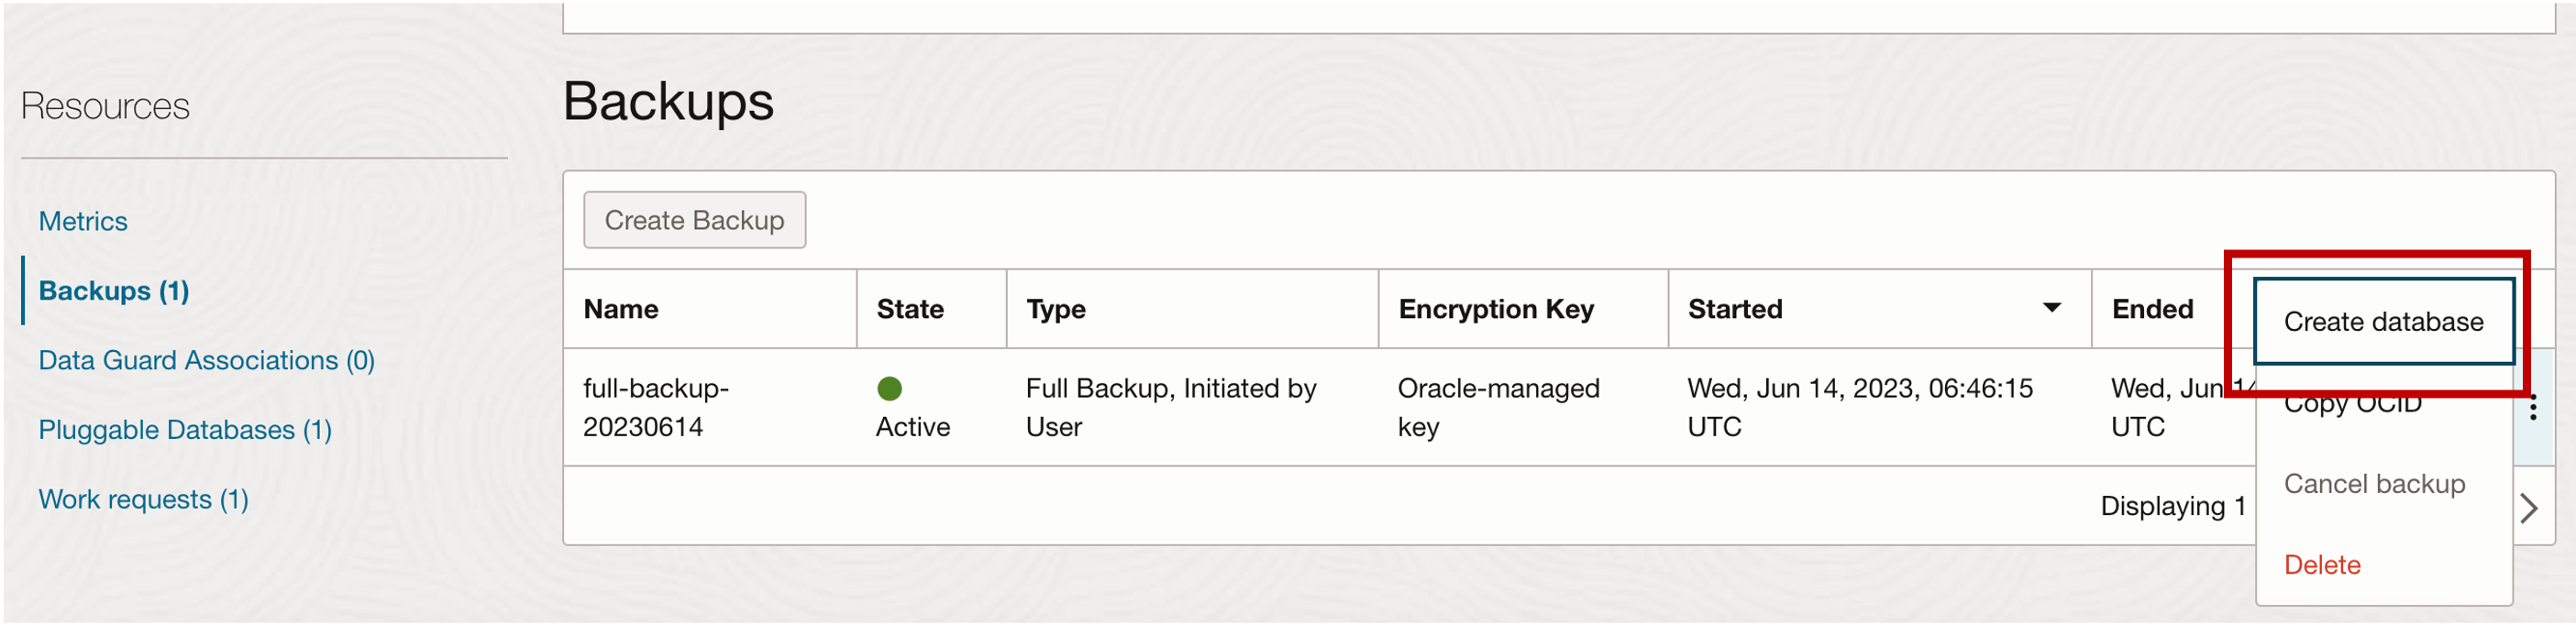 Resources
Metrics
Backups (1)
Data Guard Associations (0)
Pluggable Databases (1)
Work requests (1)
Backups
Create Backup
Name State Type Encryption Key Started Ended
full-backup- Full Backup, Initiated by Oracle-managed Wed, Jun 14, 2023, 06:46:15 Wed, Jun
20230614 Active User key UTC UTC
Displaying 1
Create database
Copy OCID
Cancel backup
Delete